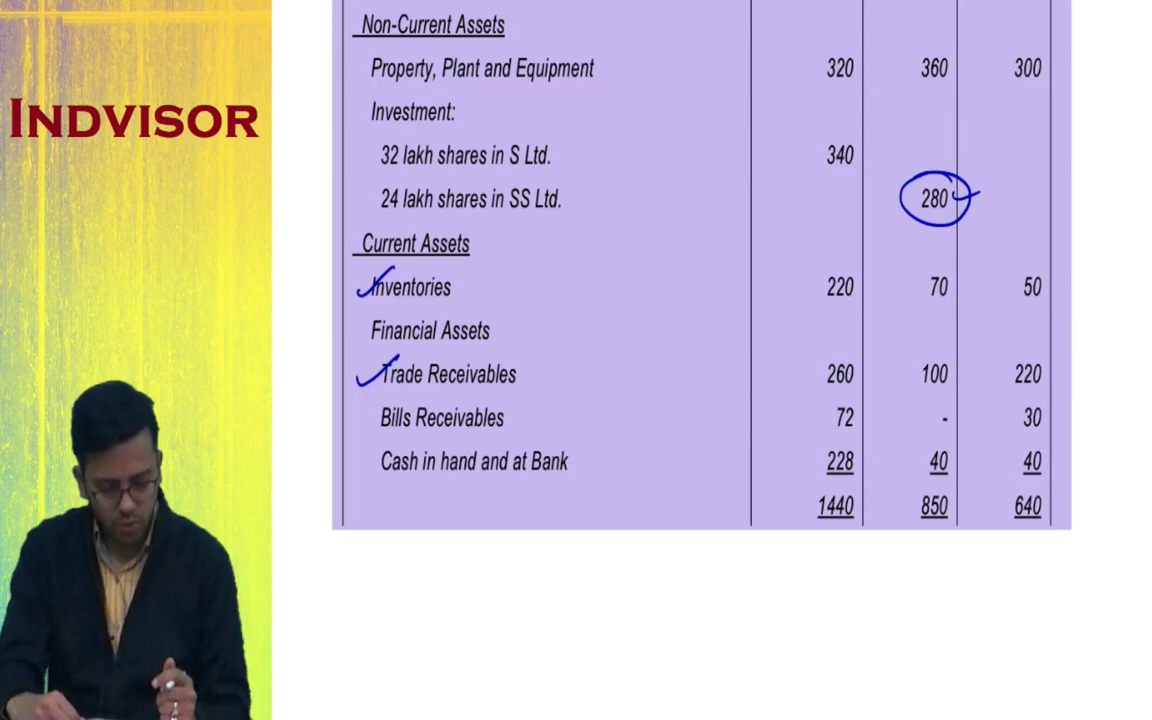 INDVISOR
Non-Current Assets
Property, Plant and Equipment 320 360 300
Investment:
32 lakh shares in S Ltd. 340
24 lakh shares in SS Ltd. 280
Current Assets
Inventories 220 70 50
Financial Assets
Trade Receivables 260 100 220
Bills Receivables 72 - 30
Cash in hand and at Bank 228 40 40
1440 850 640